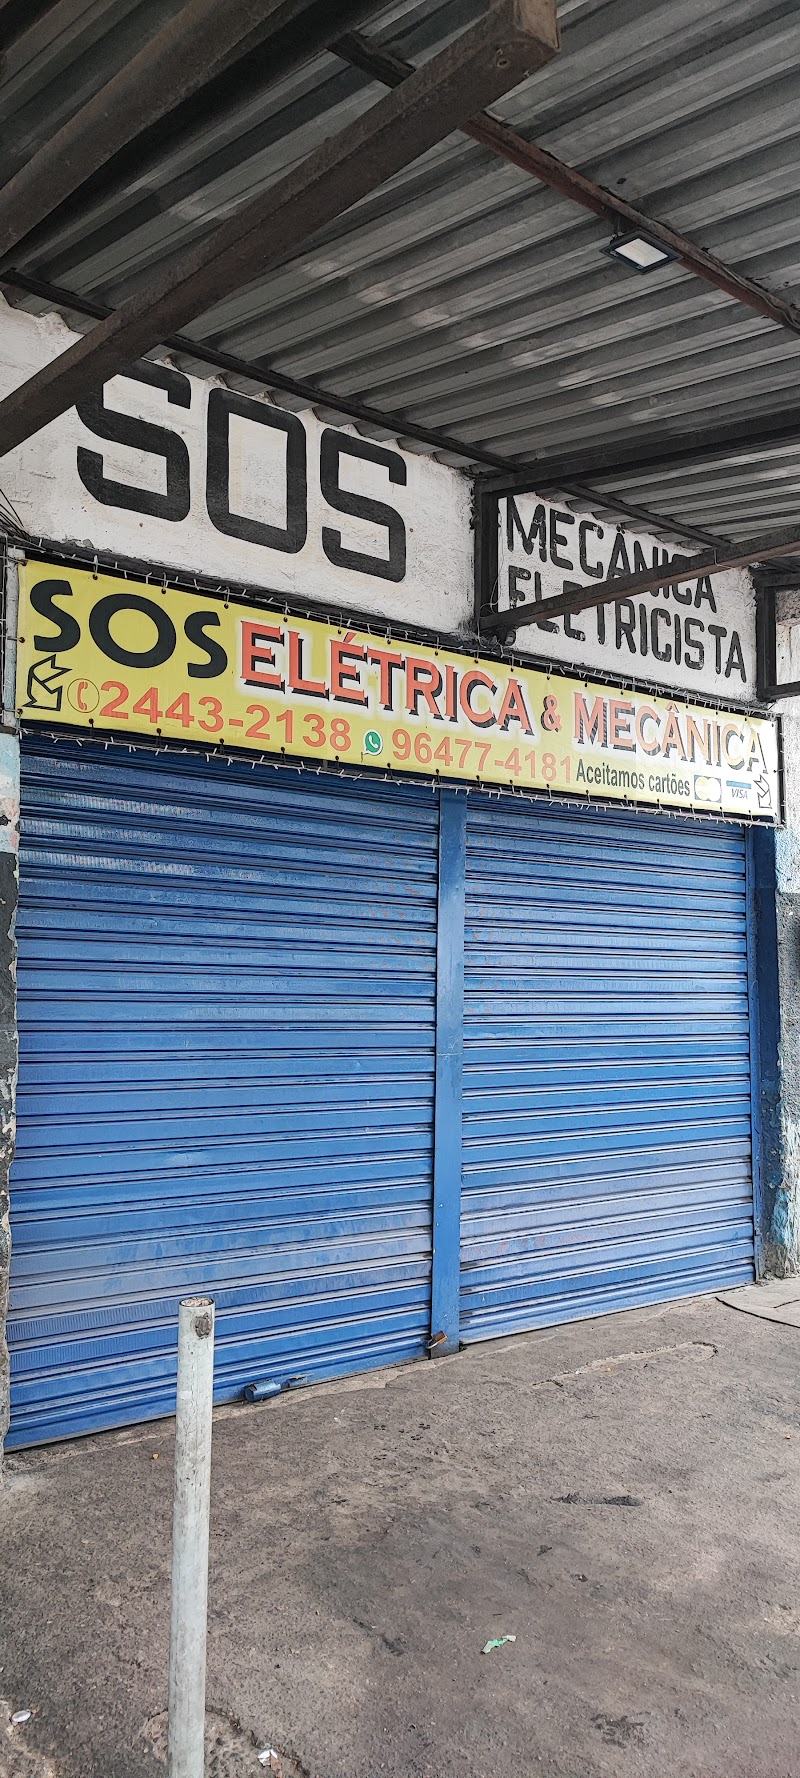 SOS
MECÂNICA
ELETRICISTA
SOS ELÉTRICA & MECÂNICA
2443-2138 96477-4181 Aceitamos cartões VISA